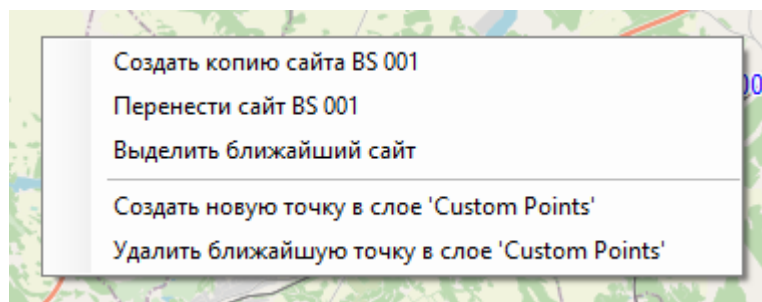 Создать копию сайта BS 001
Перенести сайт BS 001
Выделить ближайший сайт
Создать новую точку в слое 'Custom Points'
Удалить ближайшую точку в слое 'Custom Points'